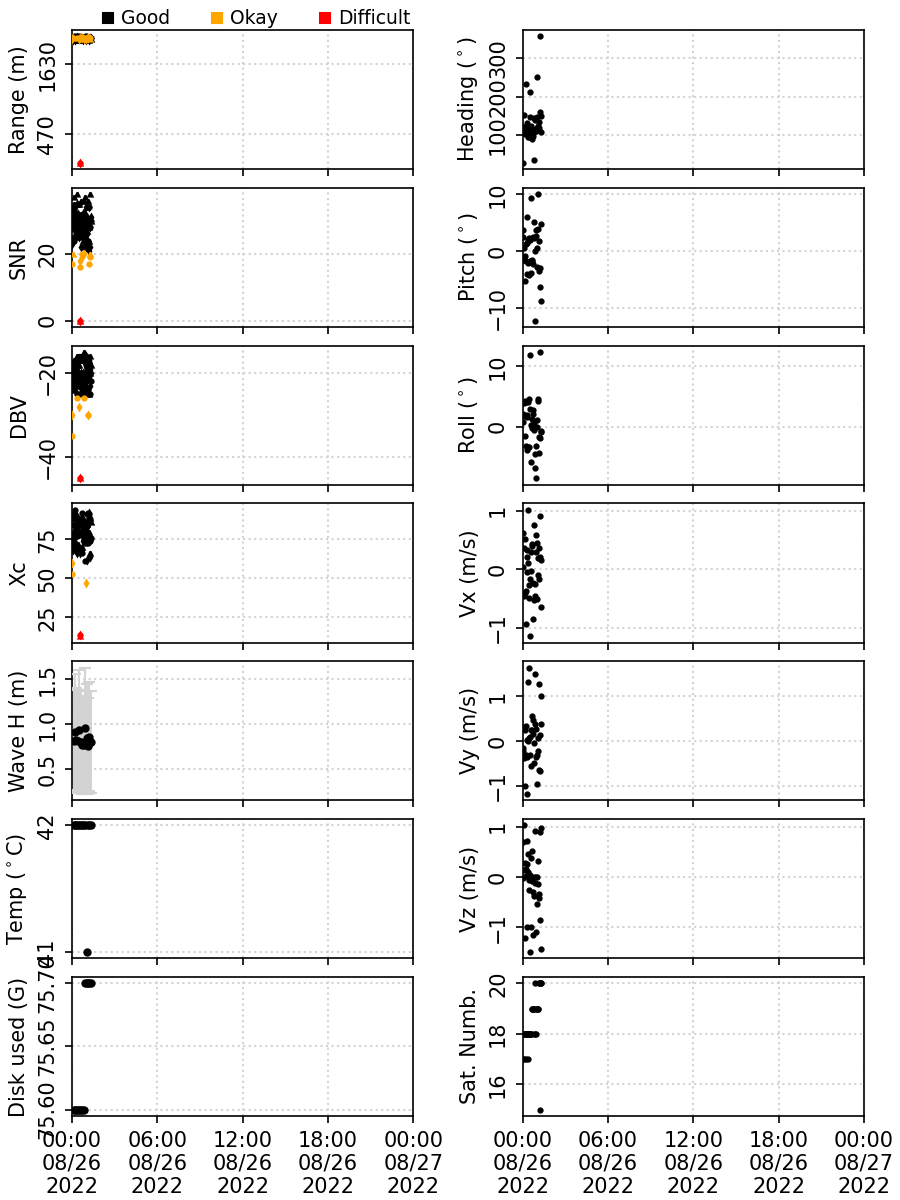 Good Okay Difficult
Range (m)
1630
470
Heading (°)
300
200
100
SNR
20
0
Pitch (°)
10
0
−10
DBV
−20
−40
Roll (°)
10
0
Xc
75
50
25
Vx (m/s)
1
0
−1
Wave H (m)
1.5
1.0
0.5
Vy (m/s)
1
0
−1
Temp (°C)
42
41
Vz (m/s)
1
0
−1
Disk used (G)
75.70
75.65
75.60
Sat. Numb.
20
18
16
00:00 06:00 12:00 18:00 00:00
08/26 08/26 08/26 08/26 08/27
2022 2022 2022 2022 2022
00:00 06:00 12:00 18:00 00:00
08/26 08/26 08/26 08/26 08/27
2022 2022 2022 2022 2022